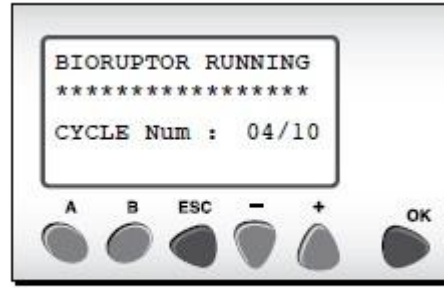 BIORUPTOR RUNNING
*****************
CYCLE Num : 04/10
A B ESC − + OK